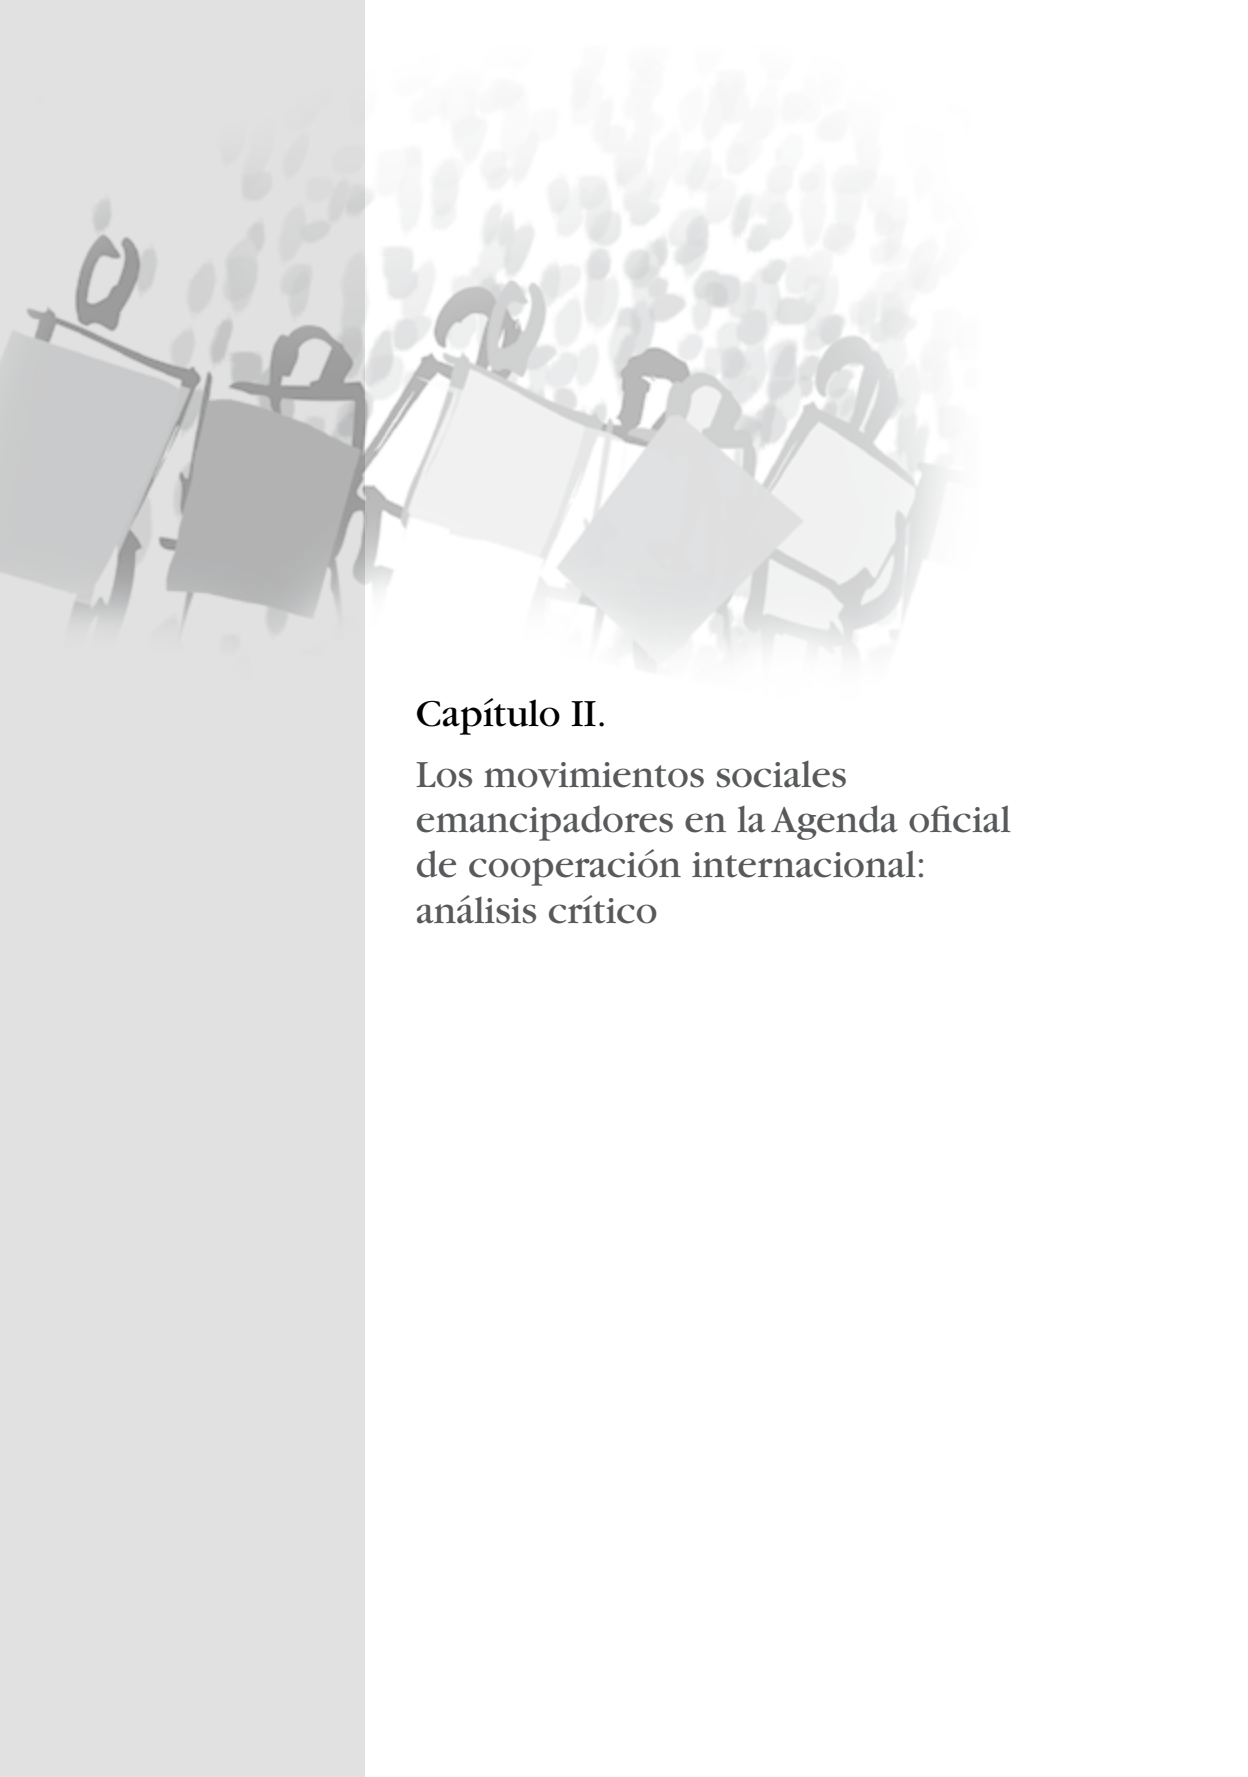 Capítulo II.
Los movimientos sociales
emancipadores en la Agenda oficial
de cooperación internacional:
análisis crítico